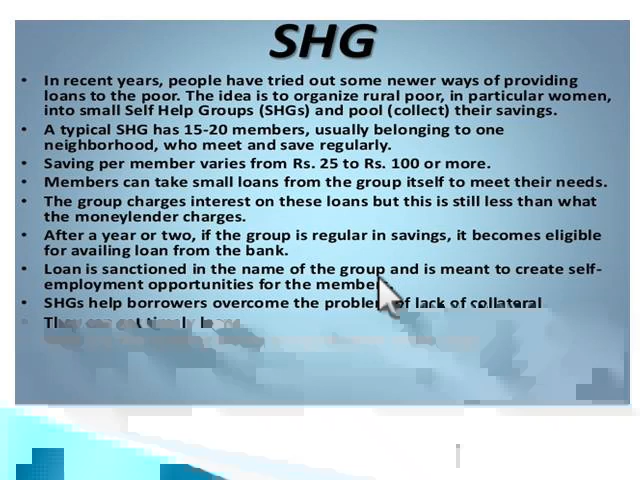 SHG
• In recent years, people have tried out some newer ways of providing
loans to the poor. The idea is to organize rural poor, in particular women,
into small Self Help Groups (SHGs) and pool (collect) their savings.
• A typical SHG has 15-20 members, usually belonging to one
neighborhood, who meet and save regularly.
• Saving per member varies from Rs. 25 to Rs. 100 or more.
• Members can take small loans from the group itself to meet their needs.
• The group charges interest on these loans but this is still less than what
the moneylender charges.
• After a year or two, if the group is regular in savings, it becomes eligible
for availing loan from the bank.
• Loan is sanctioned in the name of the group and is meant to create self-
employment opportunities for the member
• SHGs help borrowers overcome the problem of lack of collateral
• They can get timely loans